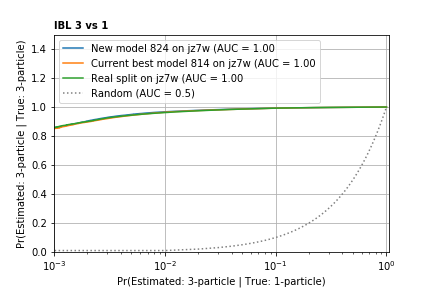 IBL 3 vs 1
1.4
1.2
1.0
0.8
0.6
0.4
0.2
0.0
Pr(Estimated: 3-particle | True: 3-particle)
New model 824 on jz7w (AUC = 1.00
Current best model 814 on jz7w (AUC = 1.00
Real split on jz7w (AUC = 1.00
Random (AUC = 0.5)
10⁻³ 10⁻² 10⁻¹ 10⁰
Pr(Estimated: 3-particle | True: 1-particle)